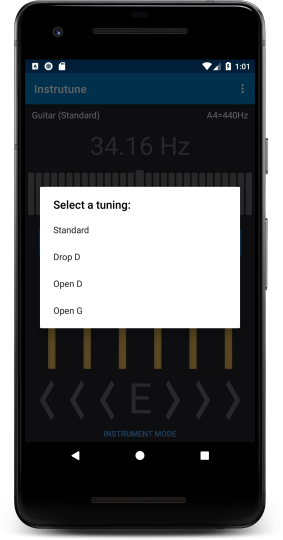 1:01
Instrutune
Guitar (Standard) A4=440Hz
34.16 Hz
Select a tuning:
Standard
Drop D
Open D
Open G
E
INSTRUMENT MODE